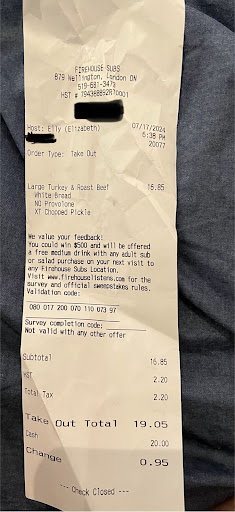 FIREHOUSE SUBS
879 Wellington, London ON
519-681-3473
HST # 794388892RT0001
Host: Elly (Elizabeth) 07/17/2024
5:38 PM
20077
Order Type: Take Out
Large Turkey & Roast Beef 16.85
White Bread
NO Provolone
XT Chopped Pickle
We value your feedback!
You could win $500 and will be offered
a free medium drink with any adult sub
or salad purchase on your next visit to
any Firehouse Subs Location.
Visit www.firehouselistens.com for the
survey and official sweepstakes rules.
Validation code:
080 017 200 070 110 073 97
Survey completion code:
Not valid with any other offer
Subtotal 16.85
HST 2.20
Total Tax 2.20
Take Out Total 19.05
Cash 20.00
Change 0.95
--- Check Closed ---